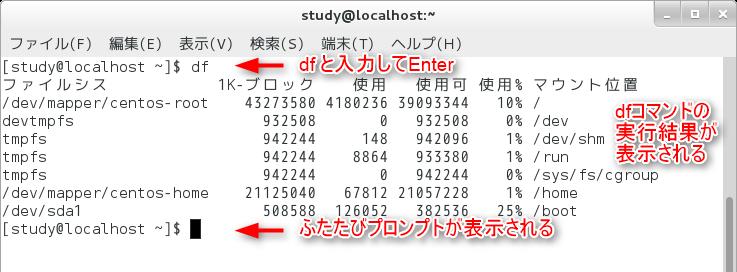 study@localhost:~
ファイル(F) 編集(E) 表示(V) 検索(S) 端末(T) ヘルプ(H)
[study@localhost ~]$ df
dfと入力してEnter
ファイルシス 1K-ブロック 使用 使用可 使用% マウント位置
/dev/mapper/centos-root 43273580 4180236 39093344 10% /
devtmpfs 932508 0 932508 0% /dev
tmpfs 942244 148 942096 1% /dev/shm
tmpfs 942244 8864 933380 1% /run
tmpfs 942244 0 942244 0% /sys/fs/cgroup
/dev/mapper/centos-home 21125040 67812 21057228 1% /home
/dev/sda1 508588 126052 382536 25% /boot
dfコマンドの
実行結果が
表示される
[study@localhost ~]$
ふたたびプロンプトが表示される